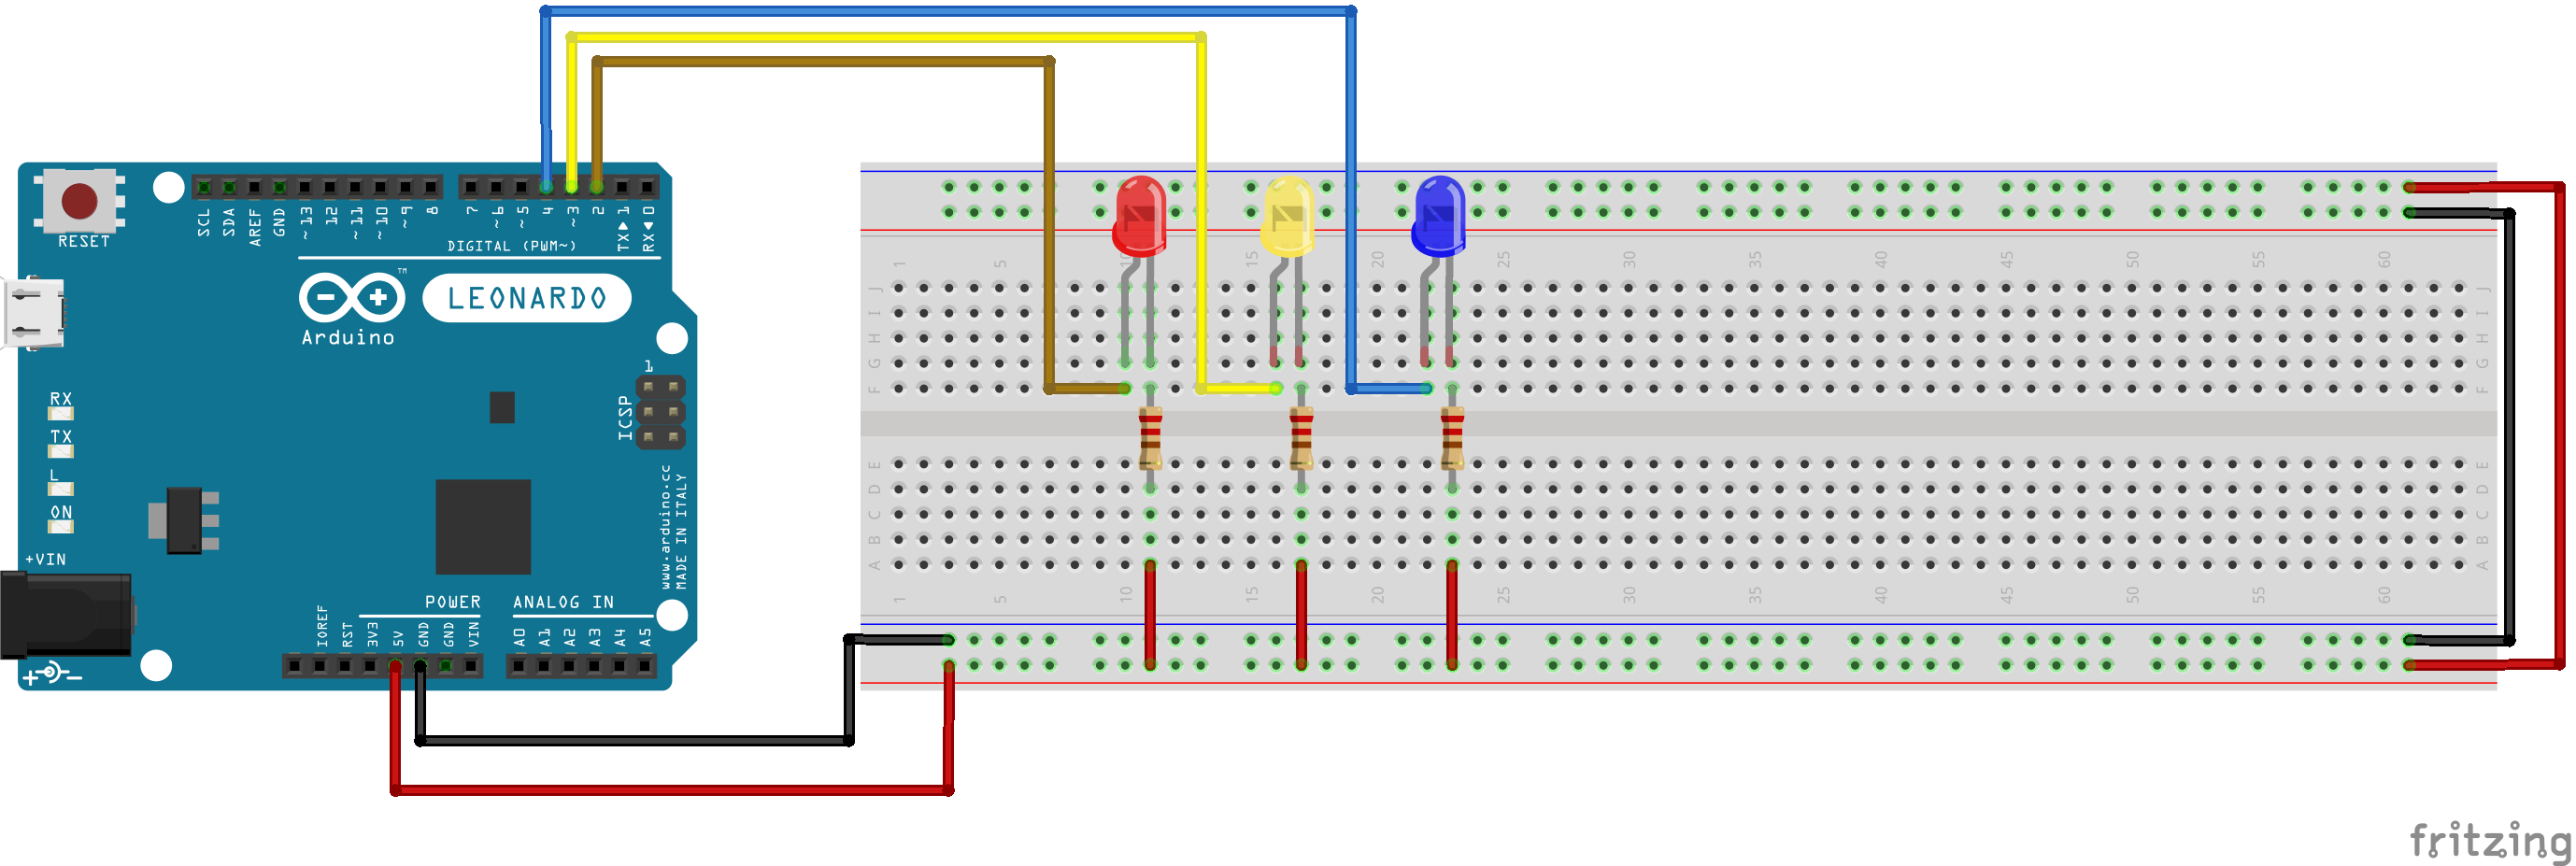 RESET
SCL
SDA
AREF
GND
~13
12
~11
~10
~9
8
7
~6
~5
4
~3
2
TX▶1
RX◀0
DIGITAL (PWM~)
TM
LEONARDO
Arduino
1
ICSP
RX
TX
L
ON
+VIN
www.arduino.cc
MADE IN ITALY
POWER
ANALOG IN
IOREF
RST
3V3
5V
GND
GND
VIN
A0
A1
A2
A3
A4
A5
1 5 10 15 20 25 30 35 40 45 50 55 60
J J
I I
H H
G G
F F
E E
D D
C C
B B
A A
1 5 10 15 20 25 30 35 40 45 50 55 60
fritzing